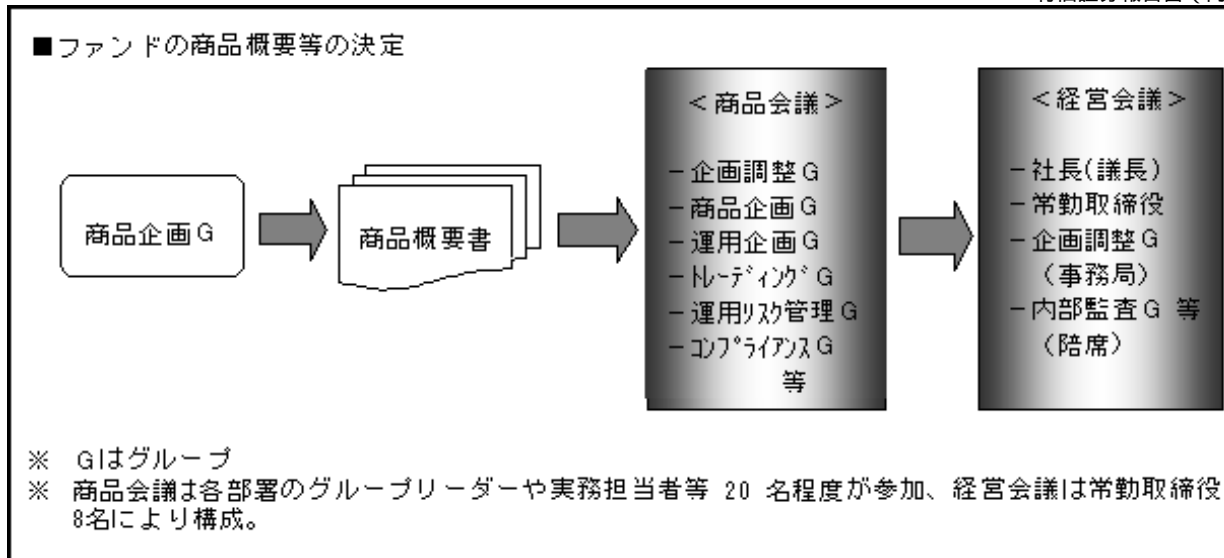 ■ファンドの商品概要等の決定
商品企画G
商品概要書
＜商品会議＞
－企画調整G
－商品企画G
－運用企画G
－ﾄﾚｰﾃﾞｨﾝｸﾞG
－運用ﾘｽｸ管理G
－ｺﾝﾌﾟﾗｲｱﾝｽG
等
＜経営会議＞
－社長(議長)
－常勤取締役
－企画調整G
（事務局）
－内部監査G 等
（陪席）
※ Gはグループ
※ 商品会議は各部署のグループリーダーや実務担当者等 20 名程度が参加、経営会議は常勤取締役
8名により構成。